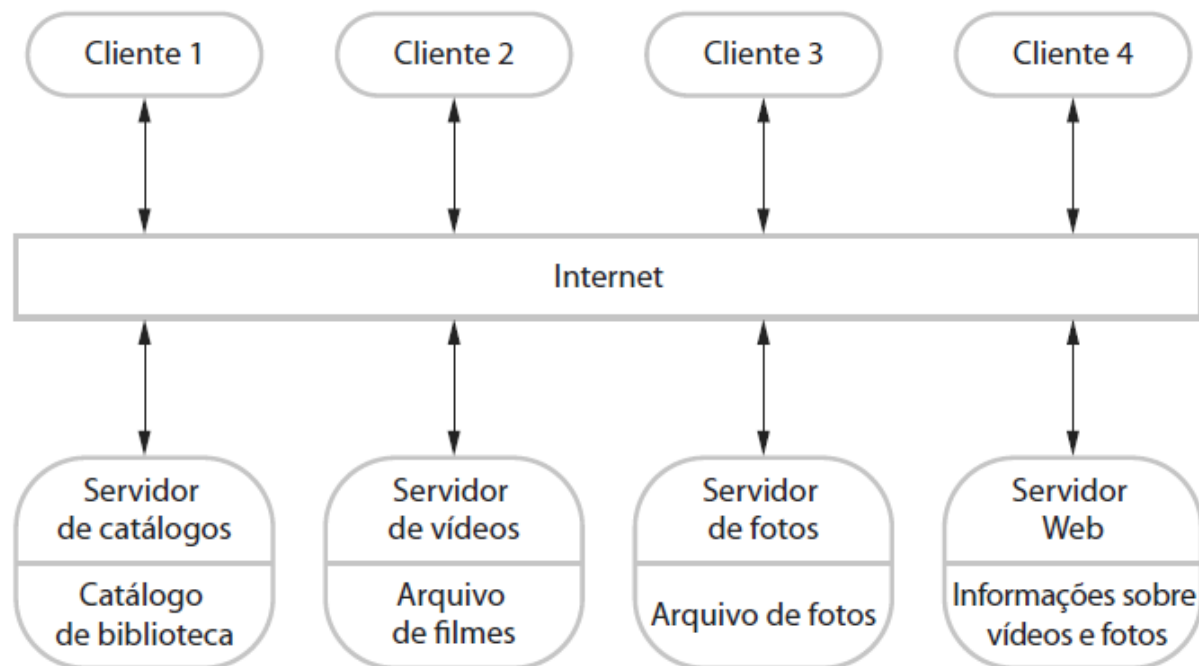 Cliente 1
Cliente 2
Cliente 3
Cliente 4
Internet
Servidor
de catálogos
Catálogo
de biblioteca
Servidor
de vídeos
Arquivo
de filmes
Servidor
de fotos
Arquivo de fotos
Servidor
Web
Informações sobre
vídeos e fotos